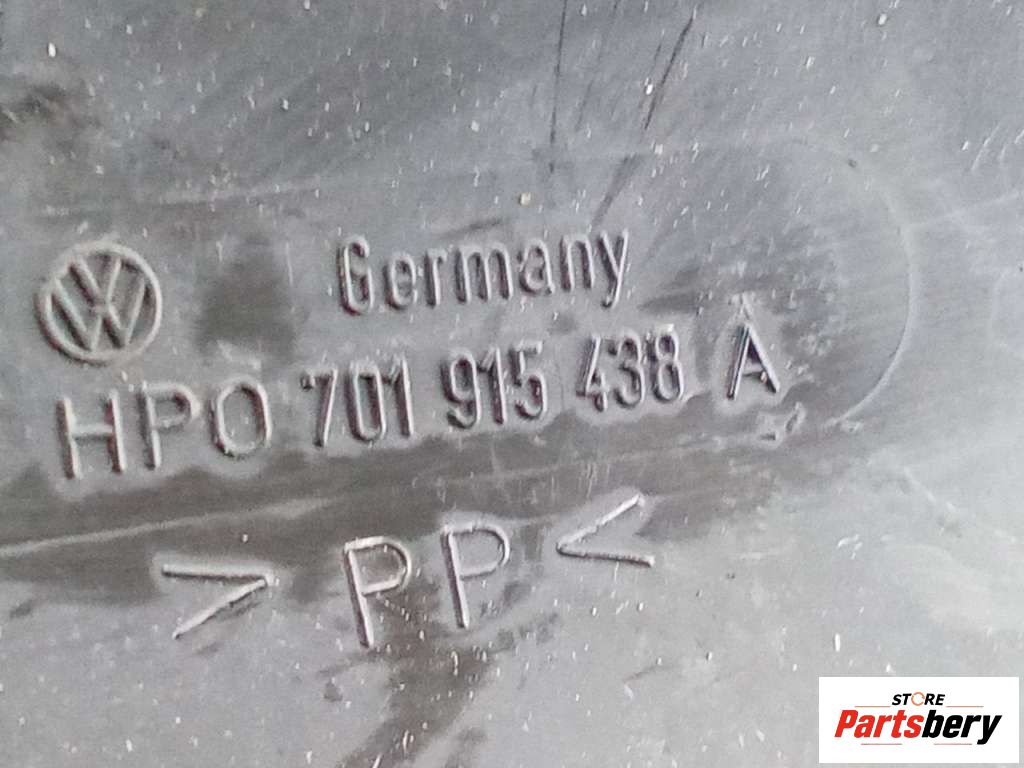 Germany
HPO 701 915 438 A
>PP<
STORE
Partsbery